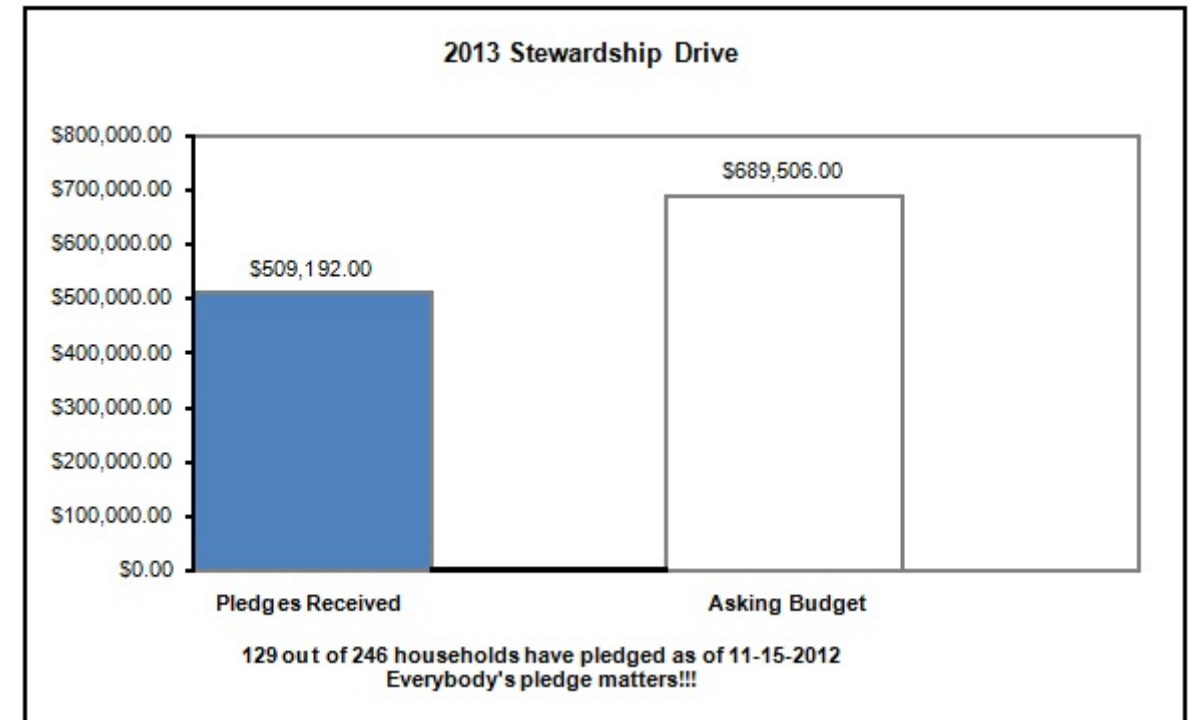 2013 Stewardship Drive
$800,000.00
$700,000.00
$600,000.00
$500,000.00
$400,000.00
$300,000.00
$200,000.00
$100,000.00
$0.00
$509,192.00
$689,506.00
Pledges Received
Asking Budget
129 out of 246 households have pledged as of 11-15-2012
Everybody's pledge matters!!!